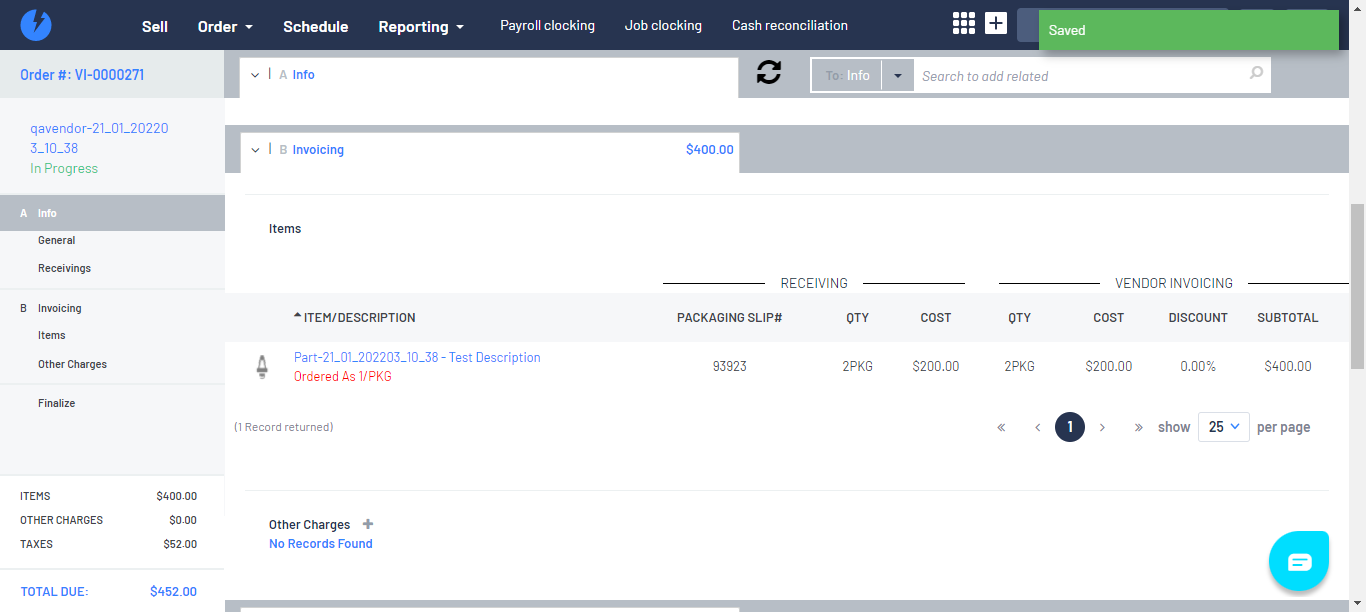 Sell Order Schedule Reporting Payroll clocking Job clocking Cash reconciliation
Saved
Order #: VI-0000271
A Info
To: Info
Search to add related
qavendor-21_01_20220
3_10_38
In Progress
B Invoicing $400.00
A Info
General
Receivings
B Invoicing
Items
Other Charges
Finalize
ITEMS $400.00
OTHER CHARGES $0.00
TAXES $52.00
TOTAL DUE: $452.00
Items
RECEIVING VENDOR INVOICING
ITEM/DESCRIPTION PACKAGING SLIP# QTY COST QTY COST DISCOUNT SUBTOTAL
Part-21_01_202203_10_38 - Test Description 93923 2PKG $200.00 2PKG $200.00 0.00% $400.00
Ordered As 1/PKG
(1 Record returned) « ‹ 1 › » show 25 per page
Other Charges +
No Records Found